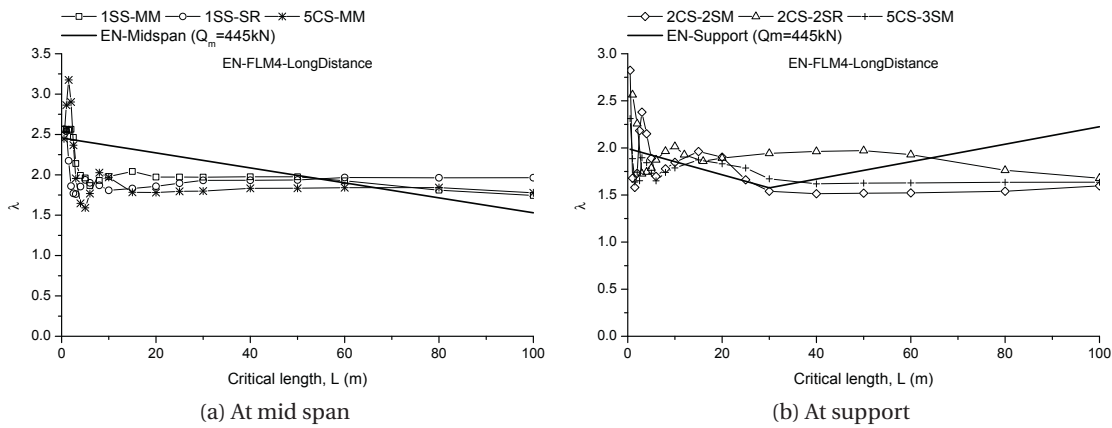 1SS-MM 1SS-SR 5CS-MM
EN-Midspan (Q_m=445kN)
EN-FLM4-LongDistance
3.5
3.0
2.5
2.0
1.5
1.0
0.5
0.0
λ
0 20 40 60 80 100
Critical length, L (m)
(a) At mid span
2CS-2SM 2CS-2SR 5CS-3SM
EN-Support (Qm=445kN)
EN-FLM4-LongDistance
3.0
2.5
2.0
1.5
1.0
0.5
0.0
λ
0 20 40 60 80 100
Critical length, L (m)
(b) At support